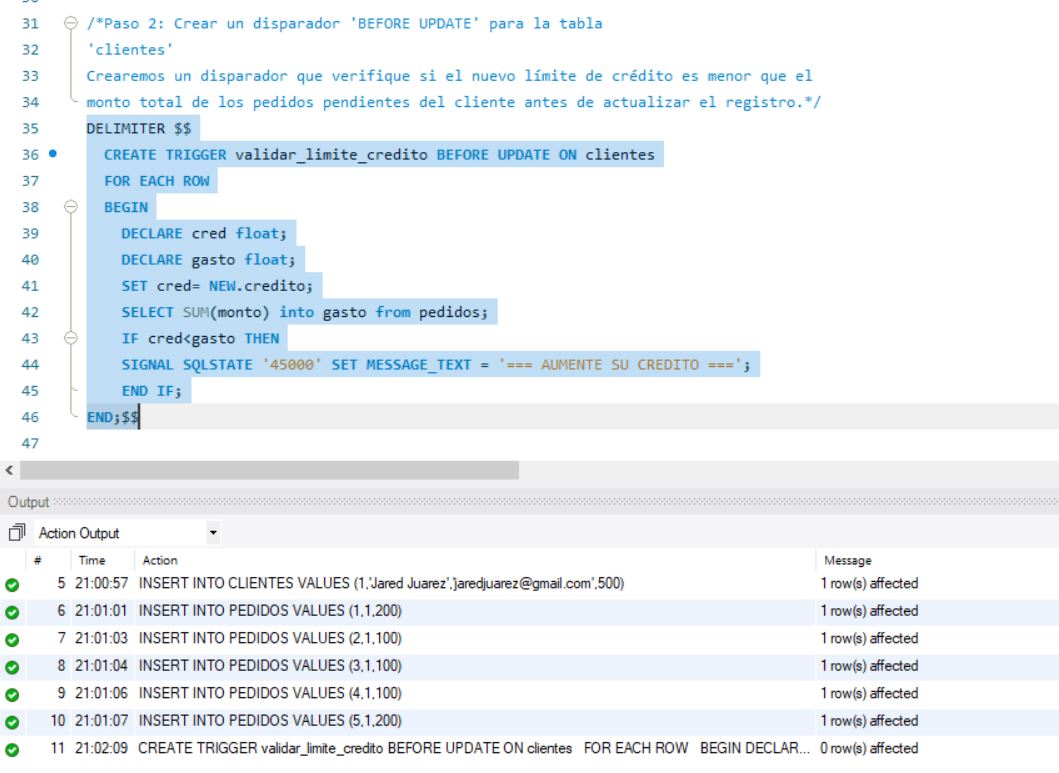 31 /*Paso 2: Crear un disparador 'BEFORE UPDATE' para la tabla
32 'clientes'
33 Crearemos un disparador que verifique si el nuevo límite de crédito es menor que el
34 monto total de los pedidos pendientes del cliente antes de actualizar el registro.*/
35 DELIMITER $$
36 CREATE TRIGGER validar_limite_credito BEFORE UPDATE ON clientes
37 FOR EACH ROW
38 BEGIN
39 DECLARE cred float;
40 DECLARE gasto float;
41 SET cred= NEW.credito;
42 SELECT SUM(monto) into gasto from pedidos;
43 IF cred<gasto THEN
44 SIGNAL SQLSTATE '45000' SET MESSAGE_TEXT = '=== AUMENTE SU CREDITO ===';
45 END IF;
46 END;$$
47
Output
Action Output
# Time Action Message
5 21:00:57 INSERT INTO CLIENTES VALUES (1,'Jared Juarez','jaredjuarez@gmail.com',500) 1 row(s) affected
6 21:01:01 INSERT INTO PEDIDOS VALUES (1,1,200) 1 row(s) affected
7 21:01:03 INSERT INTO PEDIDOS VALUES (2,1,100) 1 row(s) affected
8 21:01:04 INSERT INTO PEDIDOS VALUES (3,1,100) 1 row(s) affected
9 21:01:06 INSERT INTO PEDIDOS VALUES (4,1,100) 1 row(s) affected
10 21:01:07 INSERT INTO PEDIDOS VALUES (5,1,200) 1 row(s) affected
11 21:02:09 CREATE TRIGGER validar_limite_credito BEFORE UPDATE ON clientes FOR EACH ROW BEGIN DECLAR... 0 row(s) affected